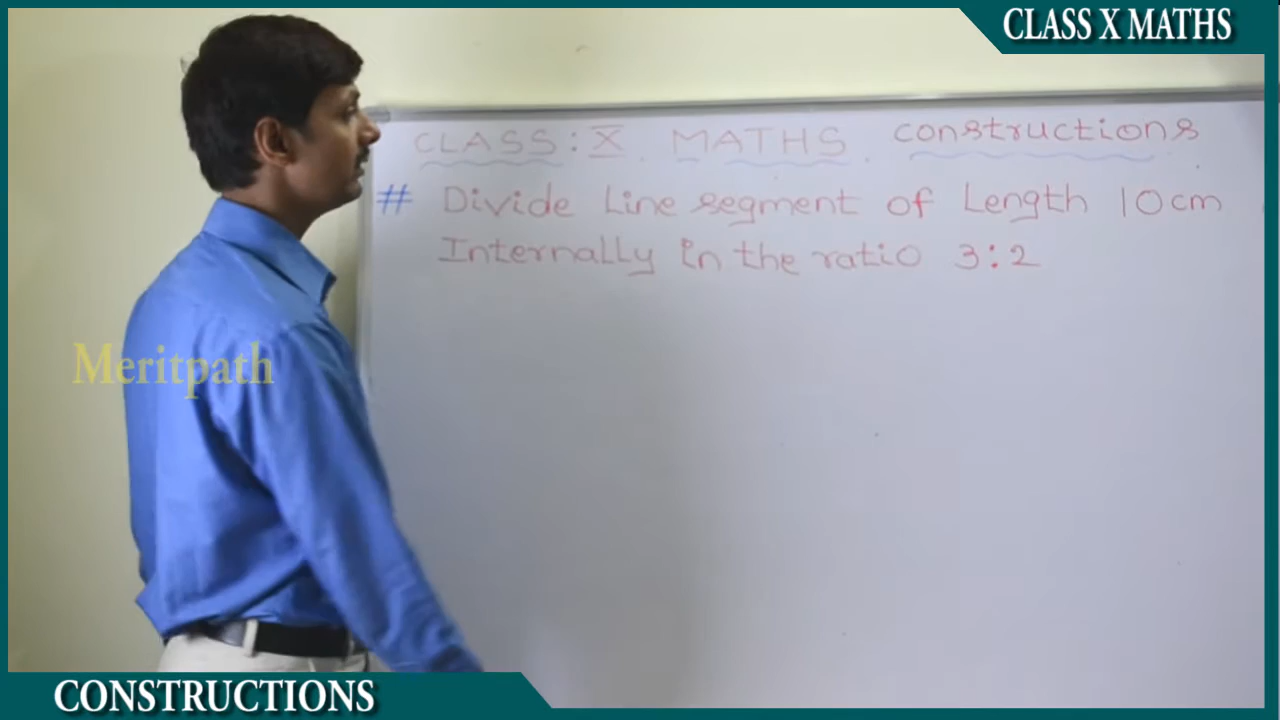 CLASS X MATHS
CLASS: X MATHS constructions
# Divide Line segment of Length 10cm
Internally in the ratio 3:2
Meritpath
CONSTRUCTIONS